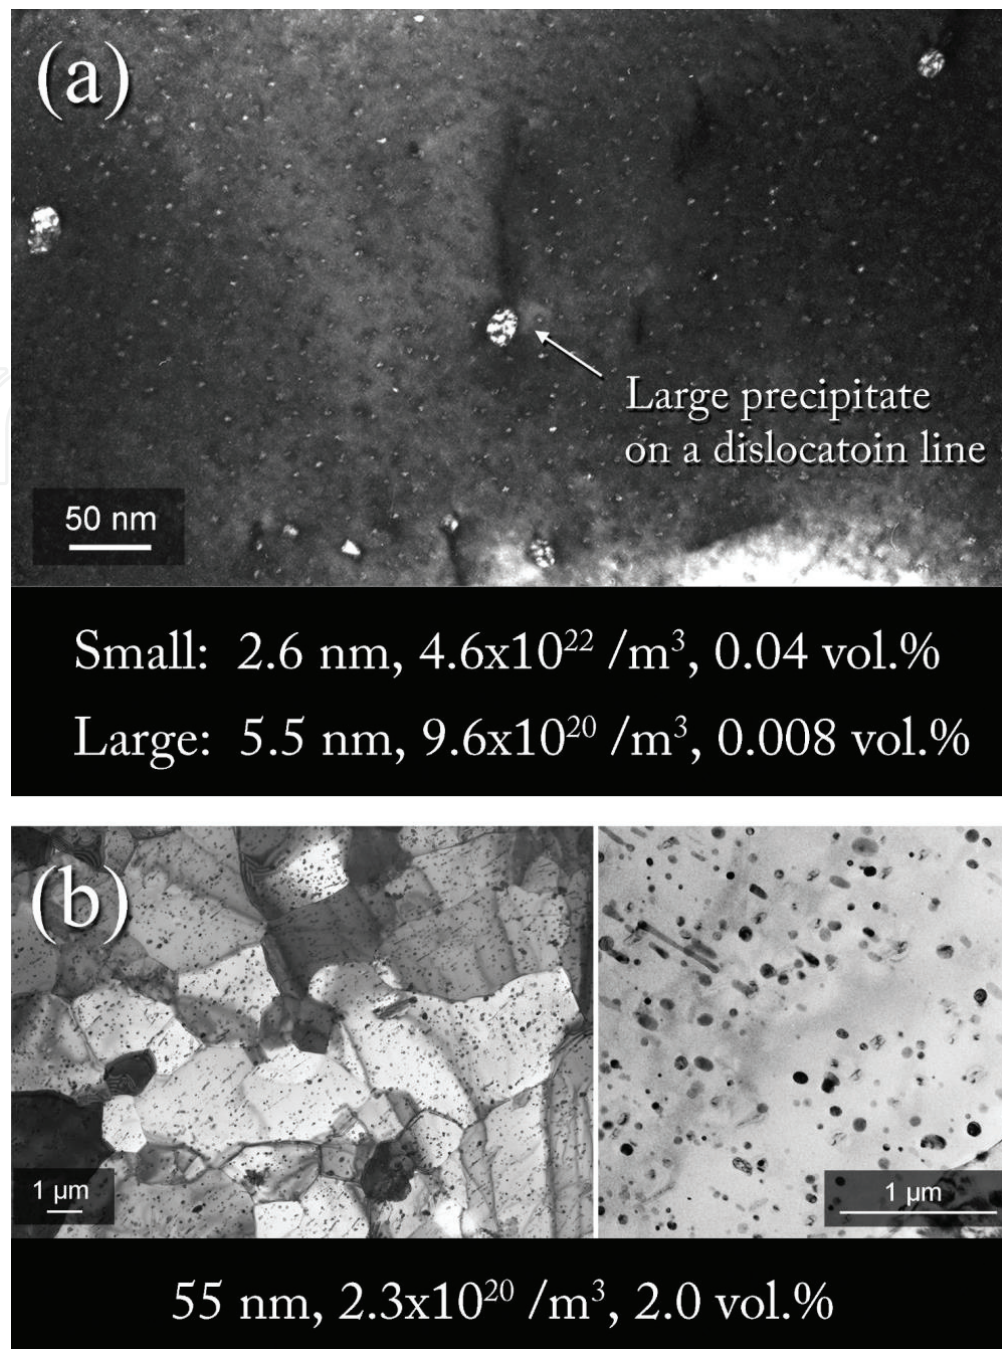 (a)
Large precipitate
on a dislocatoin line
50 nm
Small: 2.6 nm, 4.6x10²² /m³, 0.04 vol.%
Large: 5.5 nm, 9.6x10²⁰ /m³, 0.008 vol.%
(b)
1 µm
1 µm
55 nm, 2.3x10²⁰ /m³, 2.0 vol.%